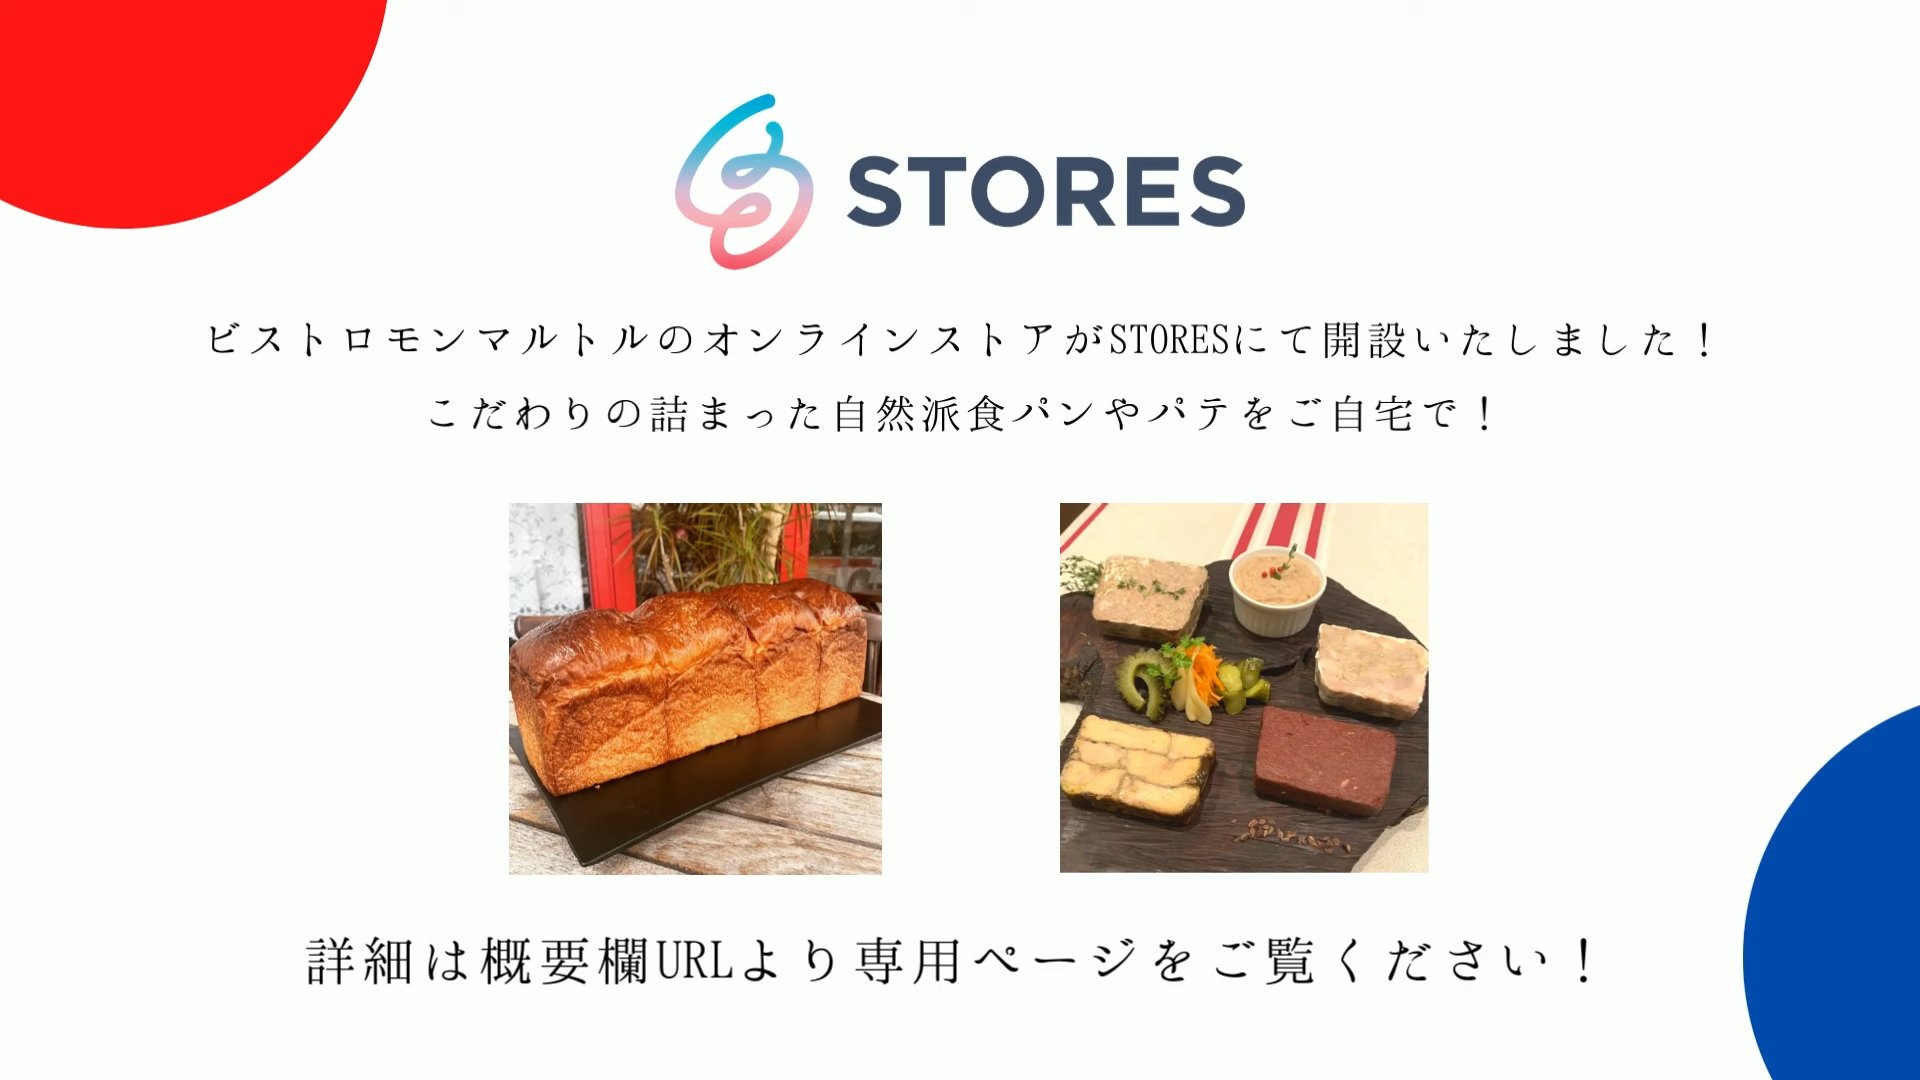 STORES
ビストロモンマルトルのオンラインストアがSTORESにて開設いたしました！
こだわりの詰まった自然派食パンやパテをご自宅で！
詳細は概要欄URLより専用ページをご覧ください！